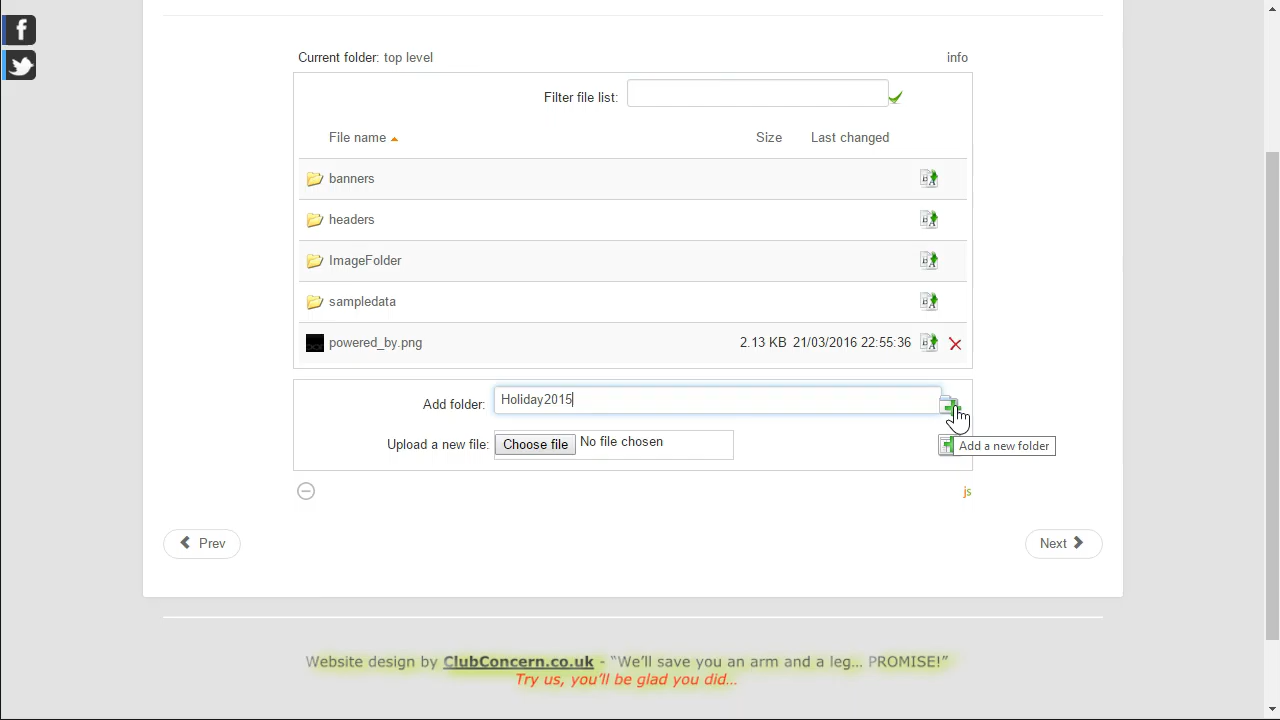 Current folder: top level
info
Filter file list:
File name
Size
Last changed
banners
headers
ImageFolder
sampledata
powered_by.png
2.13 KB
21/03/2016 22:55:36
Add folder:
Holiday2015
Upload a new file:
Choose file
No file chosen
Add a new folder
js
Prev
Next
Website design by ClubConcern.co.uk - “We’ll save you an arm and a leg... PROMISE!”
Try us, you’ll be glad you did...